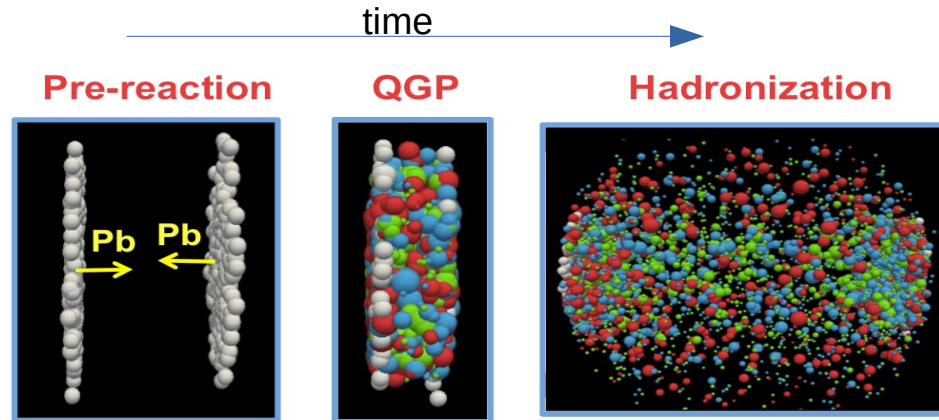 time
Pre-reaction
QGP
Hadronization
Pb
Pb